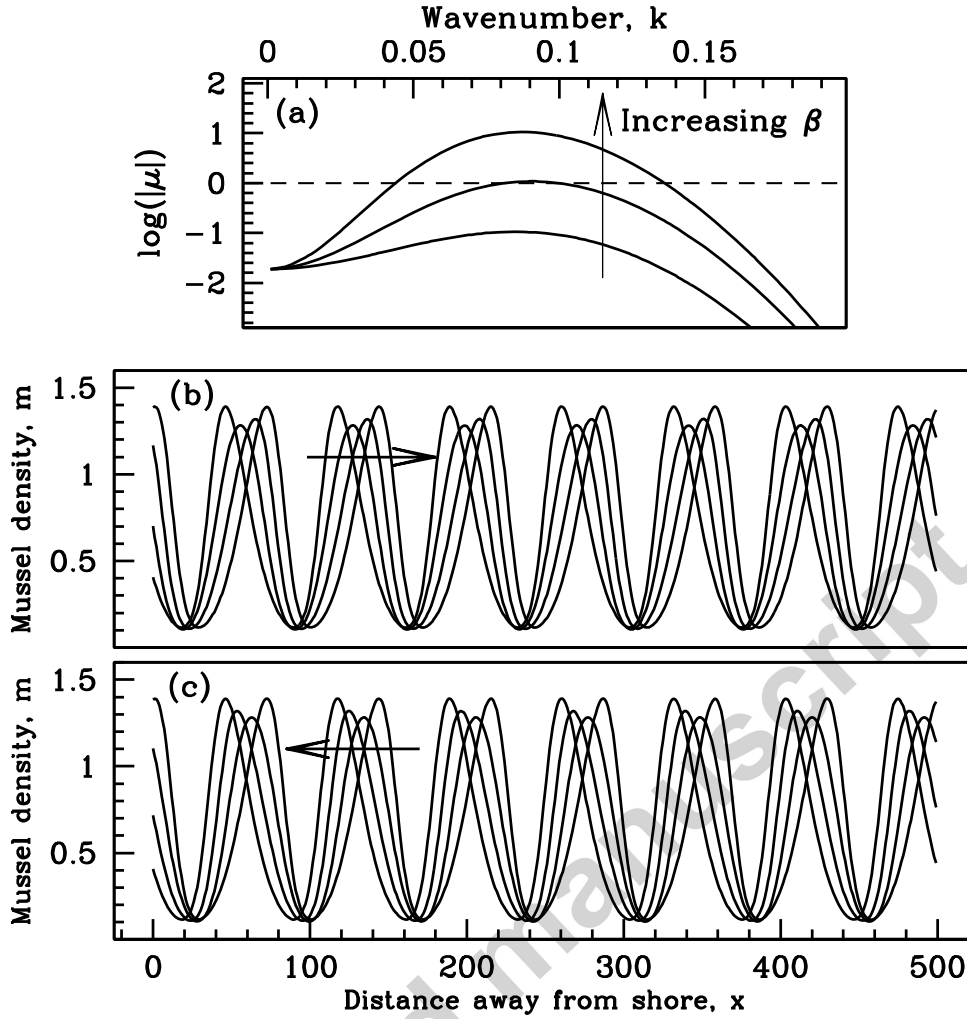 Wavenumber, k
0 0.05 0.1 0.15
(a)
Increasing β
log(|μ|)
2
1
0
−1
−2
(b)
Mussel density, m
1.5
1
0.5
(c)
Mussel density, m
1.5
1
0.5
0 100 200 300 400 500
Distance away from shore, x
d manuscript